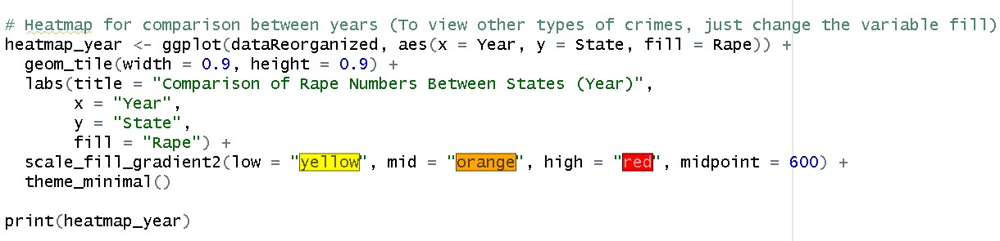 # Heatmap for comparison between years (To view other types of crimes, just change the variable fill)
heatmap_year <- ggplot(dataReorganized, aes(x = Year, y = State, fill = Rape)) +
  geom_tile(width = 0.9, height = 0.9) +
  labs(title = "Comparison of Rape Numbers Between States (Year)",
       x = "Year",
       y = "State",
       fill = "Rape") +
  scale_fill_gradient2(low = "yellow", mid = "orange", high = "red", midpoint = 600) +
  theme_minimal()
print(heatmap_year)